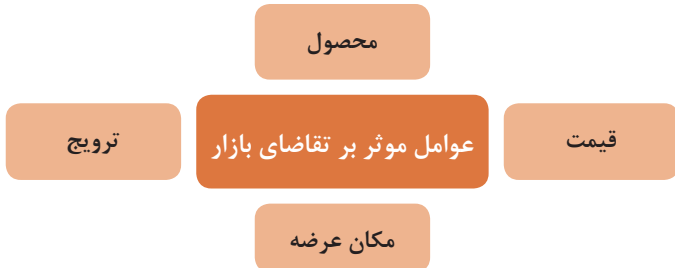 محصول
قیمت
عوامل موثر بر تقاضای بازار
ترویج
مکان عرضه